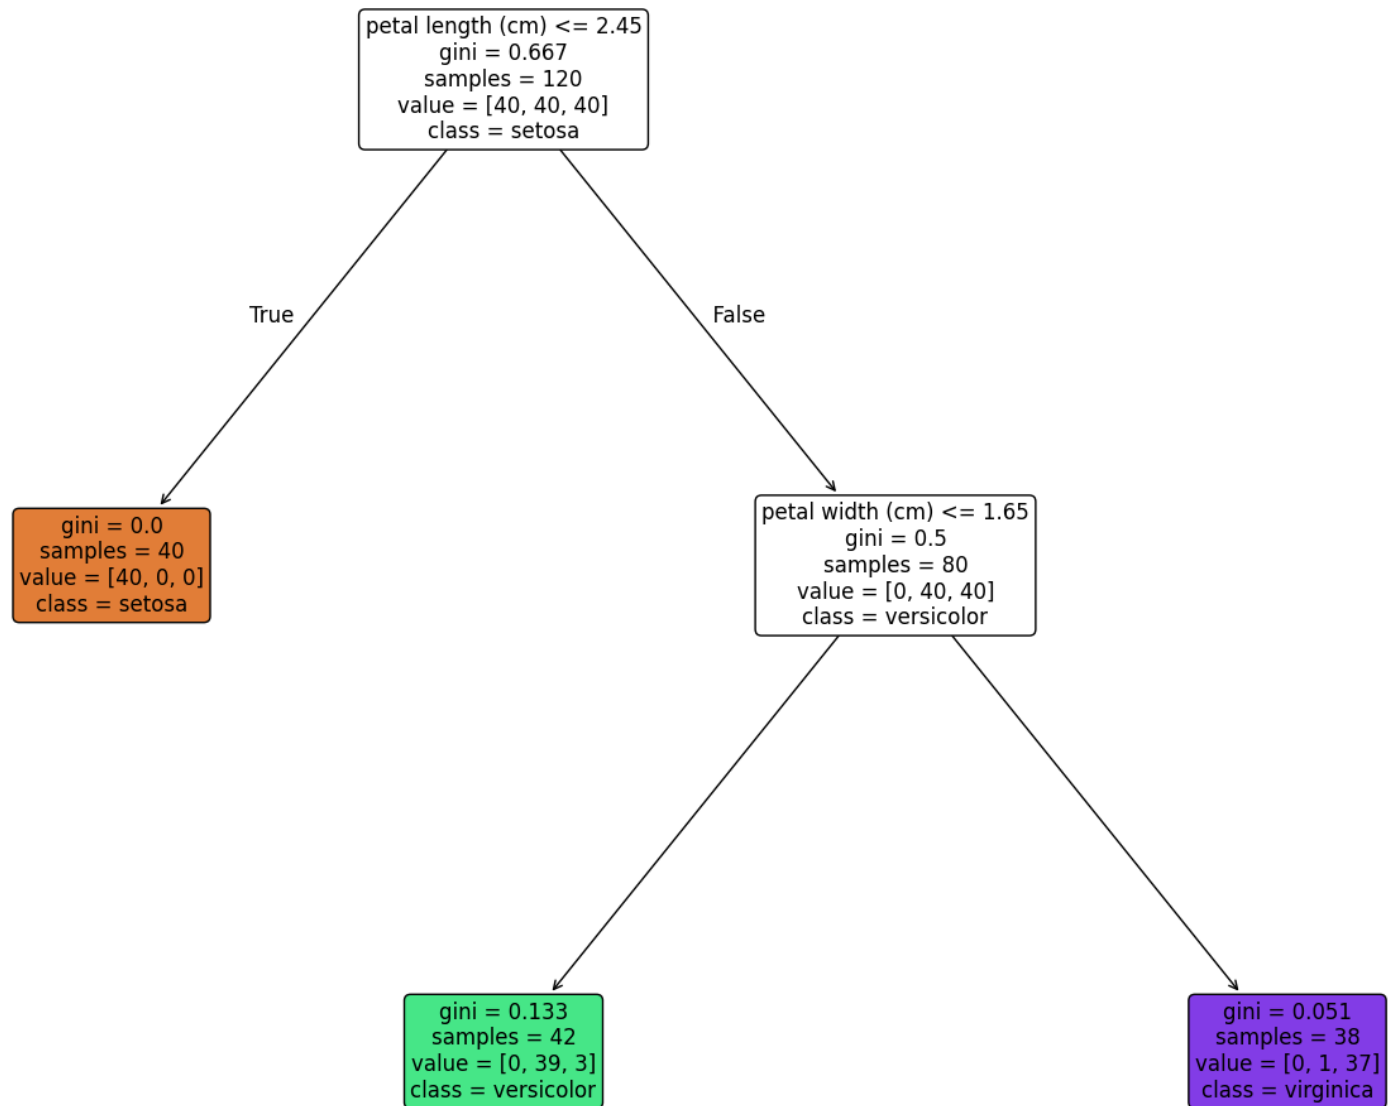 petal length (cm) <= 2.45
gini = 0.667
samples = 120
value = [40, 40, 40]
class = setosa
True
False
gini = 0.0
samples = 40
value = [40, 0, 0]
class = setosa
petal width (cm) <= 1.65
gini = 0.5
samples = 80
value = [0, 40, 40]
class = versicolor
gini = 0.133
samples = 42
value = [0, 39, 3]
class = versicolor
gini = 0.051
samples = 38
value = [0, 1, 37]
class = virginica